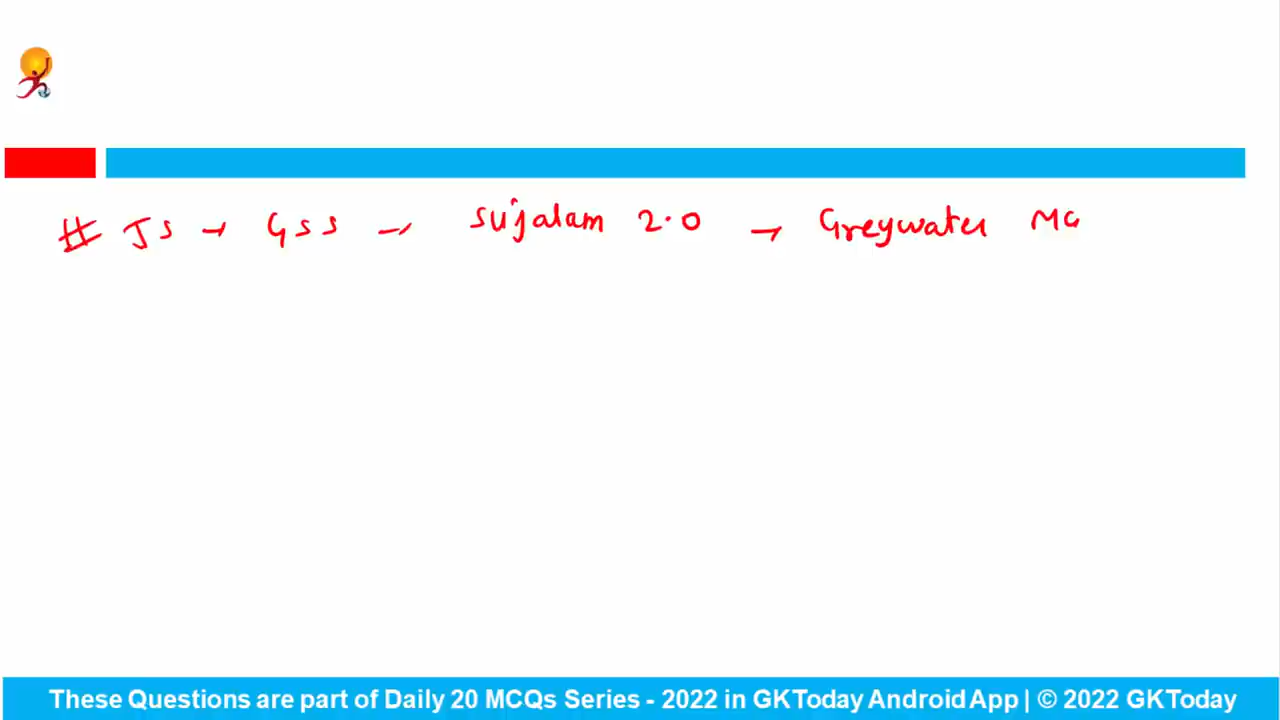 # JS → GSS → Sujalam 2.0 → Greywater Ma
These Questions are part of Daily 20 MCQs Series - 2022 in GKToday Android App | © 2022 GKToday